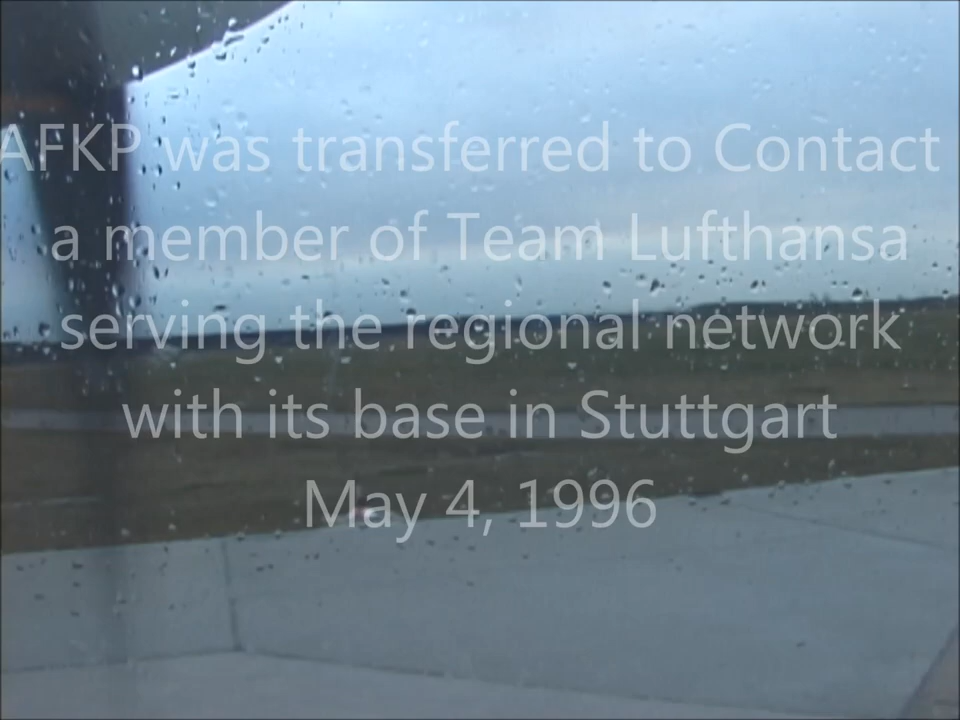 AFKP was transferred to Contact
a member of Team Lufthansa
serving the regional network
with its base in Stuttgart
May 4, 1996